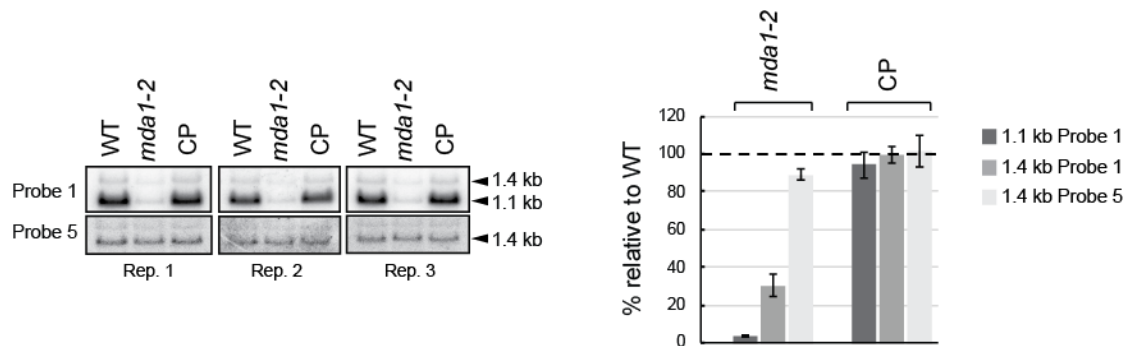 WT mda1-2 CP WT mda1-2 CP WT mda1-2 CP
Probe 1
1.4 kb
1.1 kb
Probe 5
1.4 kb
Rep. 1 Rep. 2 Rep. 3
mda1-2 CP
% relative to WT
120
100
80
60
40
20
0
1.1 kb Probe 1
1.4 kb Probe 1
1.4 kb Probe 5